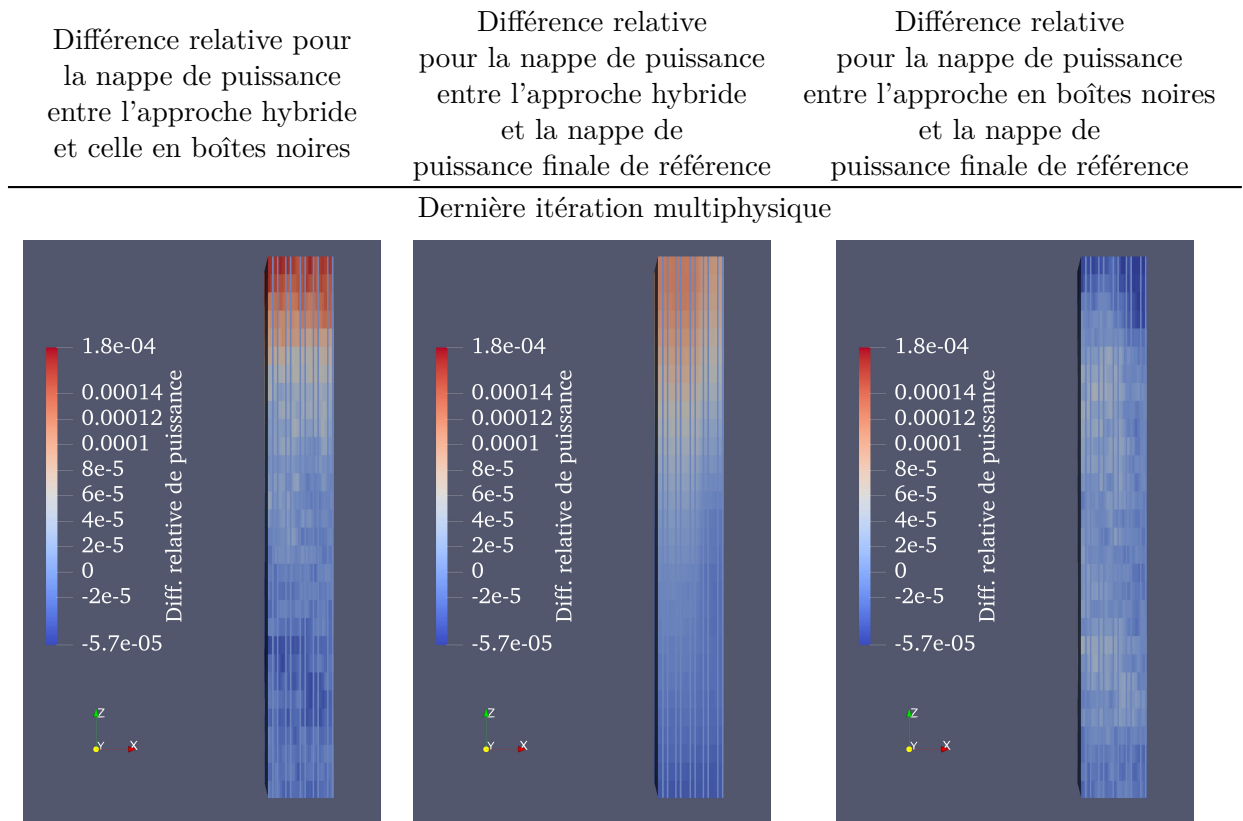 Différence relative pour
la nappe de puissance
entre l'approche hybride
et celle en boîtes noires
Différence relative
pour la nappe de puissance
entre l'approche hybride
et la nappe de
puissance finale de référence
Différence relative
pour la nappe de puissance
entre l'approche en boîtes noires
et la nappe de
puissance finale de référence
Dernière itération multiphysique
1.8e-04
0.00014
0.00012
0.0001
8e-5
6e-5
4e-5
2e-5
0
-2e-5
-5.7e-05
Diff. relative de puissance
Z
Y
X
1.8e-04
0.00014
0.00012
0.0001
8e-5
6e-5
4e-5
2e-5
0
-2e-5
-5.7e-05
Diff. relative de puissance
Z
Y
X
1.8e-04
0.00014
0.00012
0.0001
8e-5
6e-5
4e-5
2e-5
0
-2e-5
-5.7e-05
Diff. relative de puissance
Z
Y
X